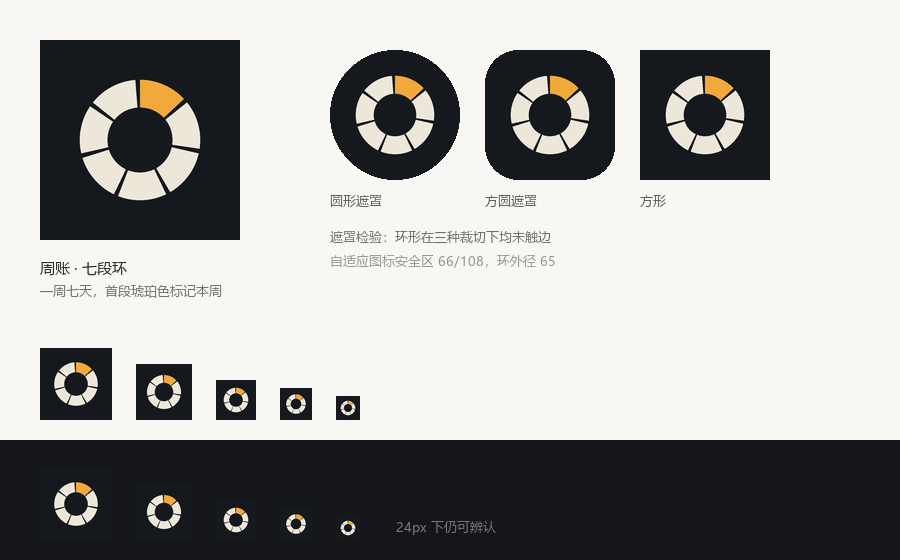 圆形遮罩
方圆遮罩
方形
遮罩检验：环形在三种裁切下均未触边
自适应图标安全区 66/108，环外径 65
周账 · 七段环
一周七天，首段琥珀色标记本周
24px 下仍可辨认